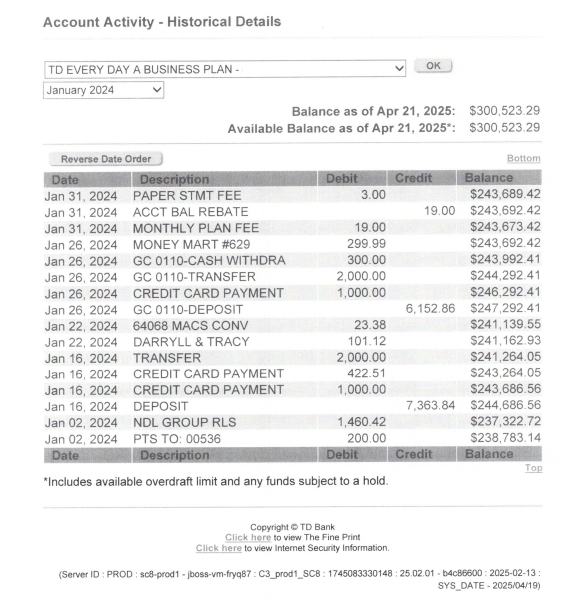 Account Activity - Historical Details
TD EVERY DAY A BUSINESS PLAN - OK
January 2024
Balance as of Apr 21, 2025: $300,523.29
Available Balance as of Apr 21, 2025*: $300,523.29
Reverse Date Order Bottom
Date Description Debit Credit Balance
Jan 31, 2024 PAPER STMT FEE 3.00 $243,689.42
Jan 31, 2024 ACCT BAL REBATE 19.00 $243,692.42
Jan 31, 2024 MONTHLY PLAN FEE 19.00 $243,673.42
Jan 26, 2024 MONEY MART #629 299.99 $243,692.42
Jan 26, 2024 GC 0110-CASH WITHDRA 300.00 $243,992.41
Jan 26, 2024 GC 0110-TRANSFER 2,000.00 $244,292.41
Jan 26, 2024 CREDIT CARD PAYMENT 1,000.00 $246,292.41
Jan 26, 2024 GC 0110-DEPOSIT 6,152.86 $247,292.41
Jan 22, 2024 64068 MACS CONV 23.38 $241,139.55
Jan 22, 2024 DARRYLL & TRACY 101.12 $241,162.93
Jan 16, 2024 TRANSFER 2,000.00 $241,264.05
Jan 16, 2024 CREDIT CARD PAYMENT 422.51 $243,264.05
Jan 16, 2024 CREDIT CARD PAYMENT 1,000.00 $243,686.56
Jan 16, 2024 DEPOSIT 7,363.84 $244,686.56
Jan 02, 2024 NDL GROUP RLS 1,460.42 $237,322.72
Jan 02, 2024 PTS TO: 00536 200.00 $238,783.14
Date Description Debit Credit Balance
Top
*Includes available overdraft limit and any funds subject to a hold.
Copyright © TD Bank
Click here to view The Fine Print
Click here to view Internet Security Information.
(Server ID : PROD : sc8-prod1 - jboss-vm-fryq87 : C3_prod1_SC8 : 1745083330148 : 25.02.01 - b4c86600 : 2025-02-13 :
SYS_DATE - 2025/04/19)